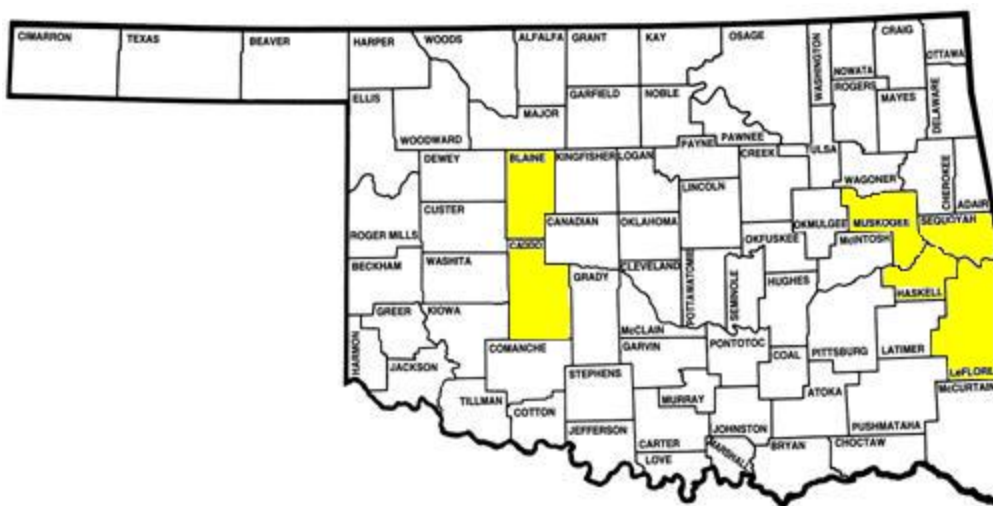 CIMARRON
TEXAS
BEAVER
HARPER
WOODS
ALFALFA
GRANT
KAY
OSAGE
WASHINGTON
NOWATA
CRAIG
OTTAWA
ELLIS
WOODWARD
MAJOR
GARFIELD
NOBLE
PAWNEE
ROGERS
MAYES
DELAWARE
DEWEY
BLAINE
KINGFISHER
LOGAN
PAYNE
CREEK
ULSA
WAGONER
CHEROKEE
ADAIR
ROGER MILLS
CUSTER
CANADIAN
OKLAHOMA
LINCOLN
OKFUSKEE
OKMULGEE
MUSKOGEE
SEQUOYAH
McINTOSH
BECKHAM
WASHITA
CADDO
GRADY
CLEVELAND
POTTAWATOMIE
SEMINOLE
HUGHES
HASKELL
HARMON
GREER
KIOWA
COMANCHE
McCLAIN
GARVIN
PONTOTOC
COAL
PITTSBURG
LATIMER
LeFLORE
JACKSON
TILLMAN
COTTON
STEPHENS
MURRAY
JOHNSTON
ATOKA
PUSHMATAHA
McCURTAIN
JEFFERSON
CARTER
LOVE
MARSHALL
BRYAN
CHOCTAW